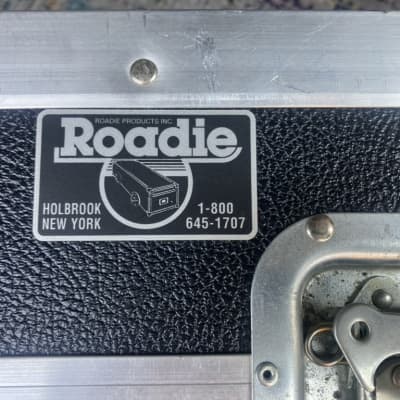 ROADIE PRODUCTS INC.
Roadie
HOLBROOK
NEW YORK
1-800
645-1707